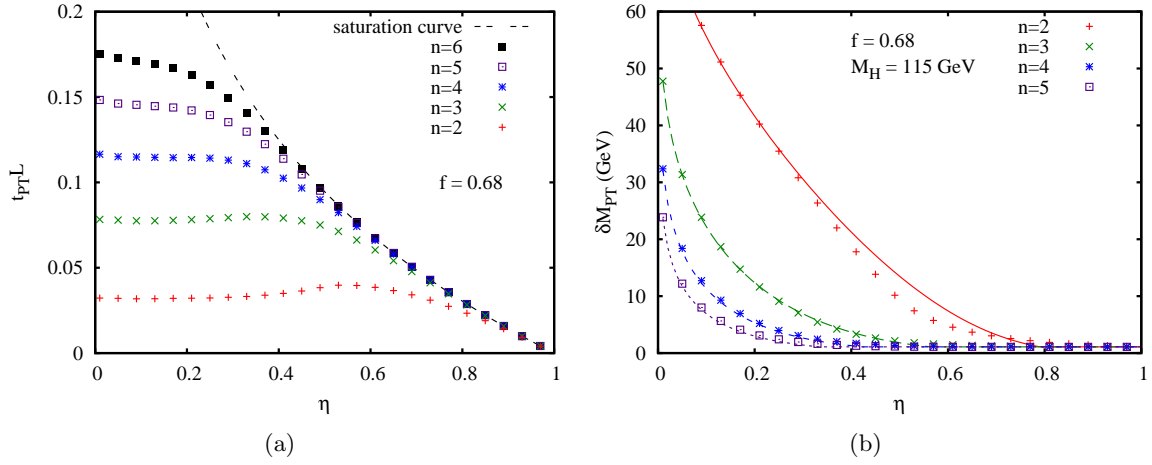 0.2
0.15
0.1
0.05
0
t_PT L
saturation curve
n=6
n=5
n=4
n=3
n=2
f = 0.68
0 0.2 0.4 0.6 0.8 1
η
(a)
60
50
40
30
20
10
0
δM_PT (GeV)
f = 0.68
M_H = 115 GeV
n=2
n=3
n=4
n=5
0 0.2 0.4 0.6 0.8 1
η
(b)